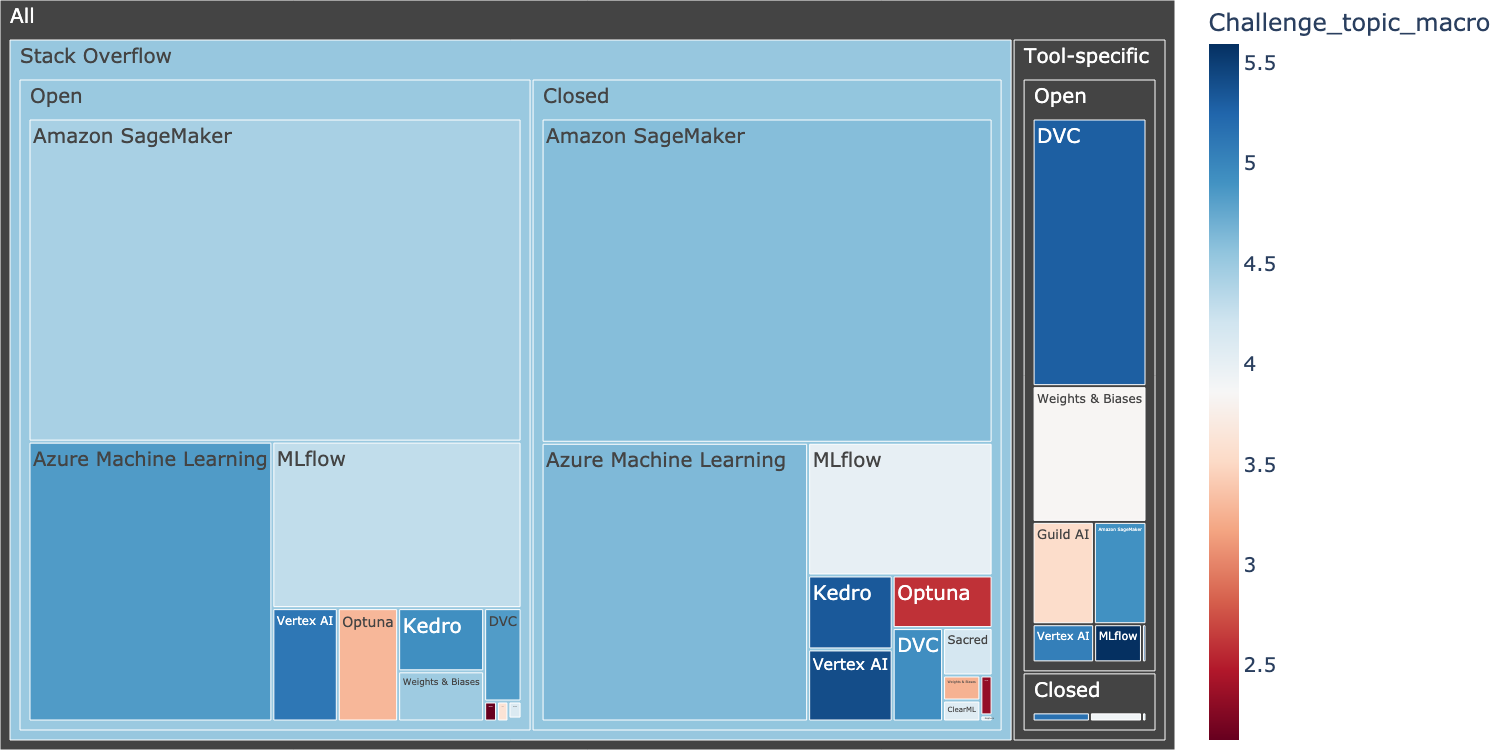 All
Stack Overflow
Open
Amazon SageMaker
Azure Machine Learning
MLflow
Vertex AI
Optuna
Kedro
Weights & Biases
DVC
Closed
Amazon SageMaker
Azure Machine Learning
MLflow
Kedro
Vertex AI
Optuna
DVC
Sacred
Weights & Biases
ClearML
Tool-specific
Open
DVC
Weights & Biases
Guild AI
Amazon SageMaker
Vertex AI
MLflow
Closed
Challenge_topic_macro
5.5
5
4.5
4
3.5
3
2.5